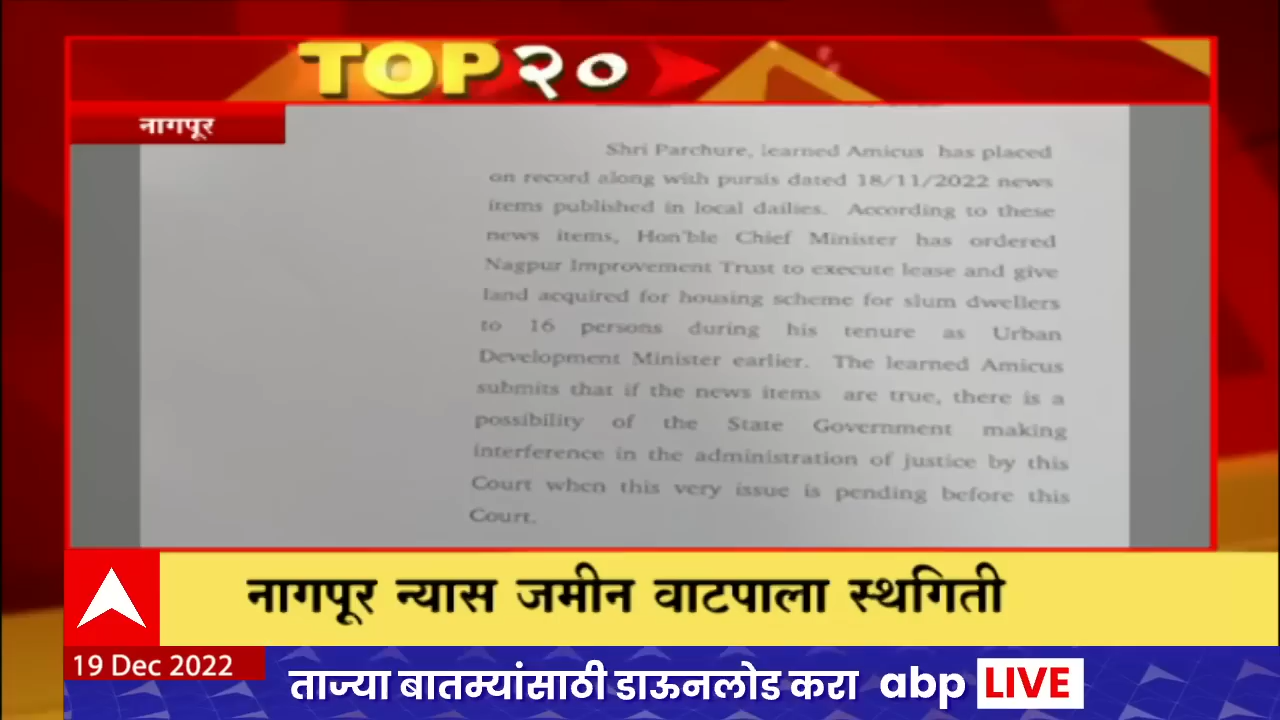 TOP २०
नागपूर
Shri Parchure, learned Amicus has placed
on record along with pursis dated 18/11/2022 news
items published in local dailies. According to these
news items, Hon'ble Chief Minister has ordered
Nagpur Improvement Trust to execute lease and give
land acquired for housing scheme for slum dwellers
to 16 persons during his tenure as Urban
Development Minister earlier. The learned Amicus
submits that if the news items are true, there is a
possibility of the State Government making
interference in the administration of justice by this
Court when this very issue is pending before this
Court.
नागपूर न्यास जमीन वाटपाला स्थगिती
19 Dec 2022
ताज्या बातम्यांसाठी डाऊनलोड करा abp LIVE